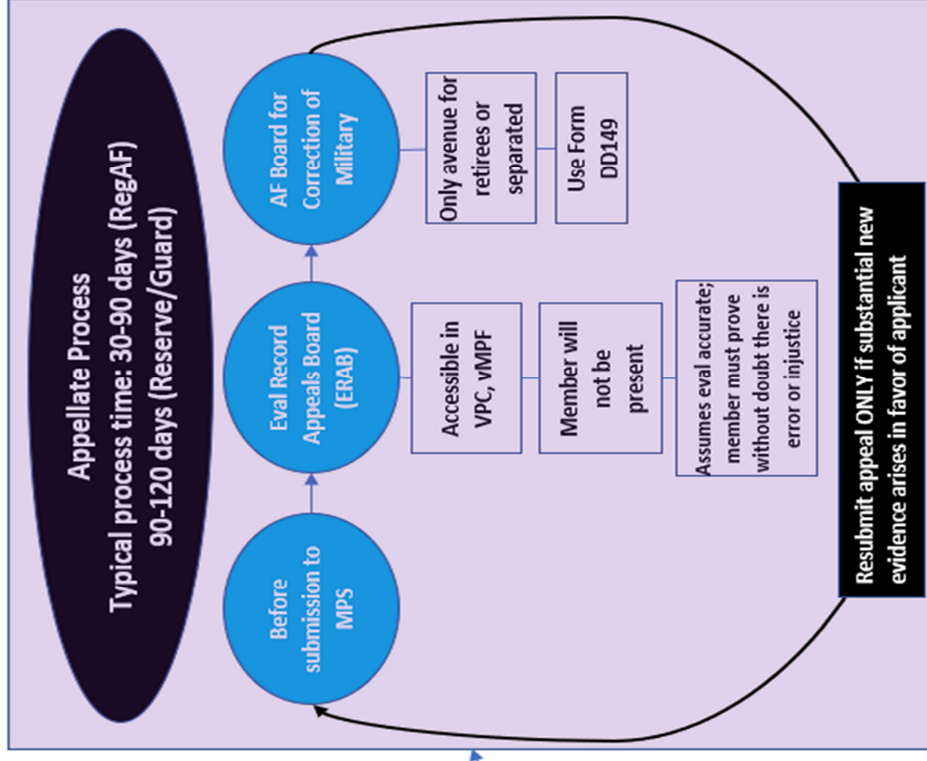 Appellate Process
Typical process time: 30-90 days (RegAF)
90-120 days (Reserve/Guard)
Before
submission to
MPS
Eval Record
Appeals Board
(ERAB)
Accessible in
VPC, vMPF
Member will
not be
present
Assumes eval accurate;
member must prove
without doubt there is
error or injustice
AF Board for
Correction of
Military
Only avenue for
retirees or
separated
Use Form
DD149
Resubmit appeal ONLY if substantial new
evidence arises in favor of applicant